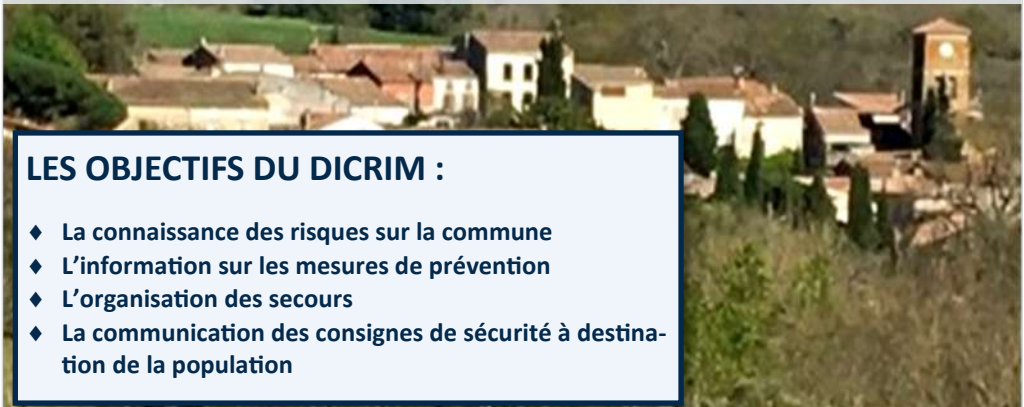 LES OBJECTIFS DU DICRIM :
♦ La connaissance des risques sur la commune
♦ L’information sur les mesures de prévention
♦ L’organisation des secours
♦ La communication des consignes de sécurité à destina-
tion de la population